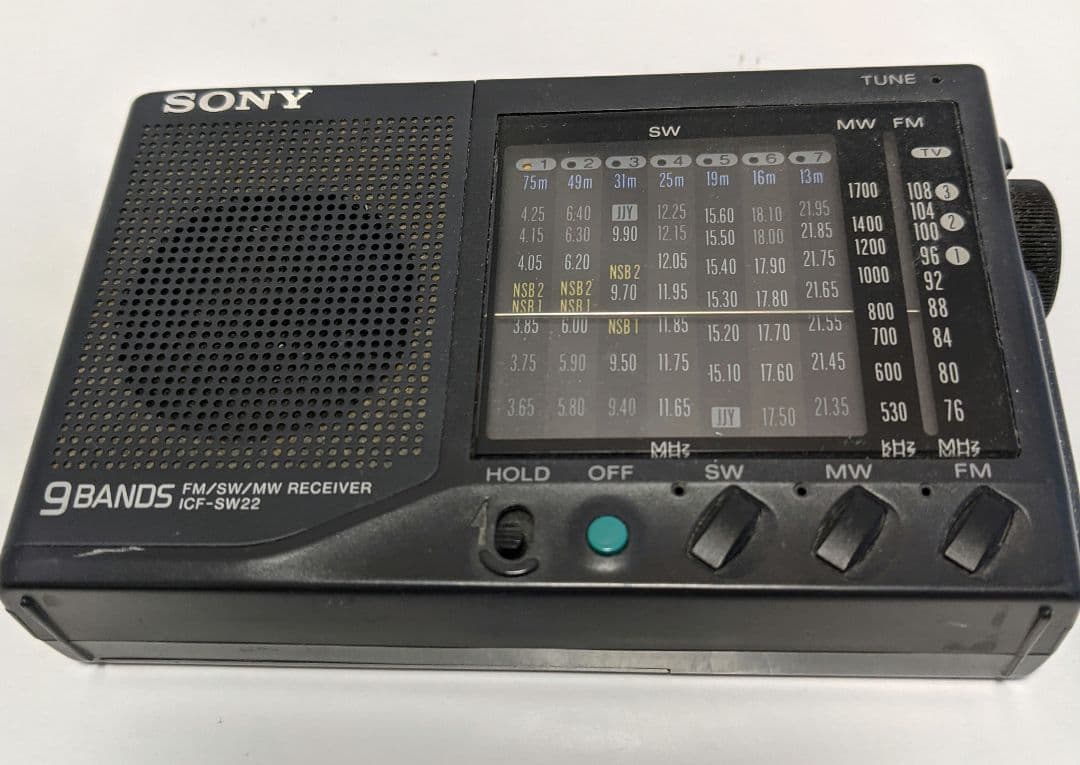 SONY
TUNE
SW
MW FM
TV
1 2 3 4 5 6 7
75m 49m 31m 25m 19m 16m 13m
4.25 6.40 JJY 12.25 15.60 18.10 21.95 1700 108 3
4.15 6.30 9.90 12.15 15.50 18.00 21.85 1400 104 2
1200 100
4.05 6.20 NSB 2 12.05 15.40 17.90 21.75 1000 96 1
NSB 2 NSB 2 9.70 11.95 15.30 17.80 21.65 92
NSB 1 NSB 1 800 88
3.85 6.00 NSB 1 11.85 15.20 17.70 21.55 700 84
3.75 5.90 9.50 11.75 15.10 17.60 21.45 600 80
3.65 5.80 9.40 11.65 JJY 17.50 21.35 530 76
MHz kHz MHz
HOLD OFF SW MW FM
9 BANDS FM/SW/MW RECEIVER
ICF-SW22